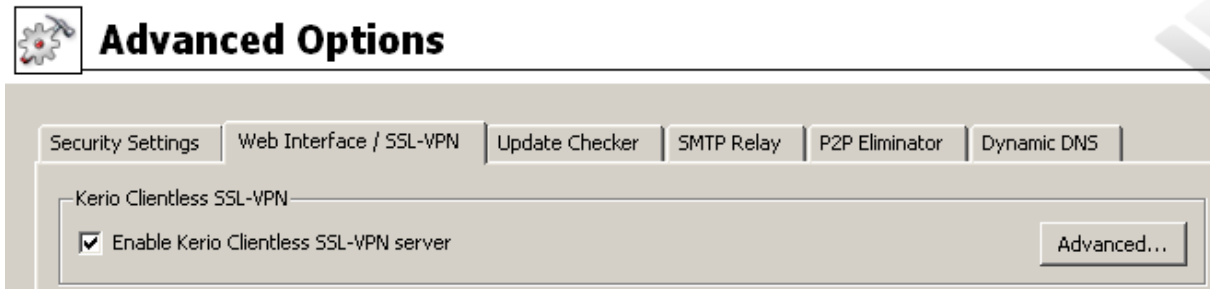 Advanced Options
Security Settings Web Interface / SSL-VPN Update Checker SMTP Relay P2P Eliminator Dynamic DNS
Kerio Clientless SSL-VPN
Enable Kerio Clientless SSL-VPN server Advanced...